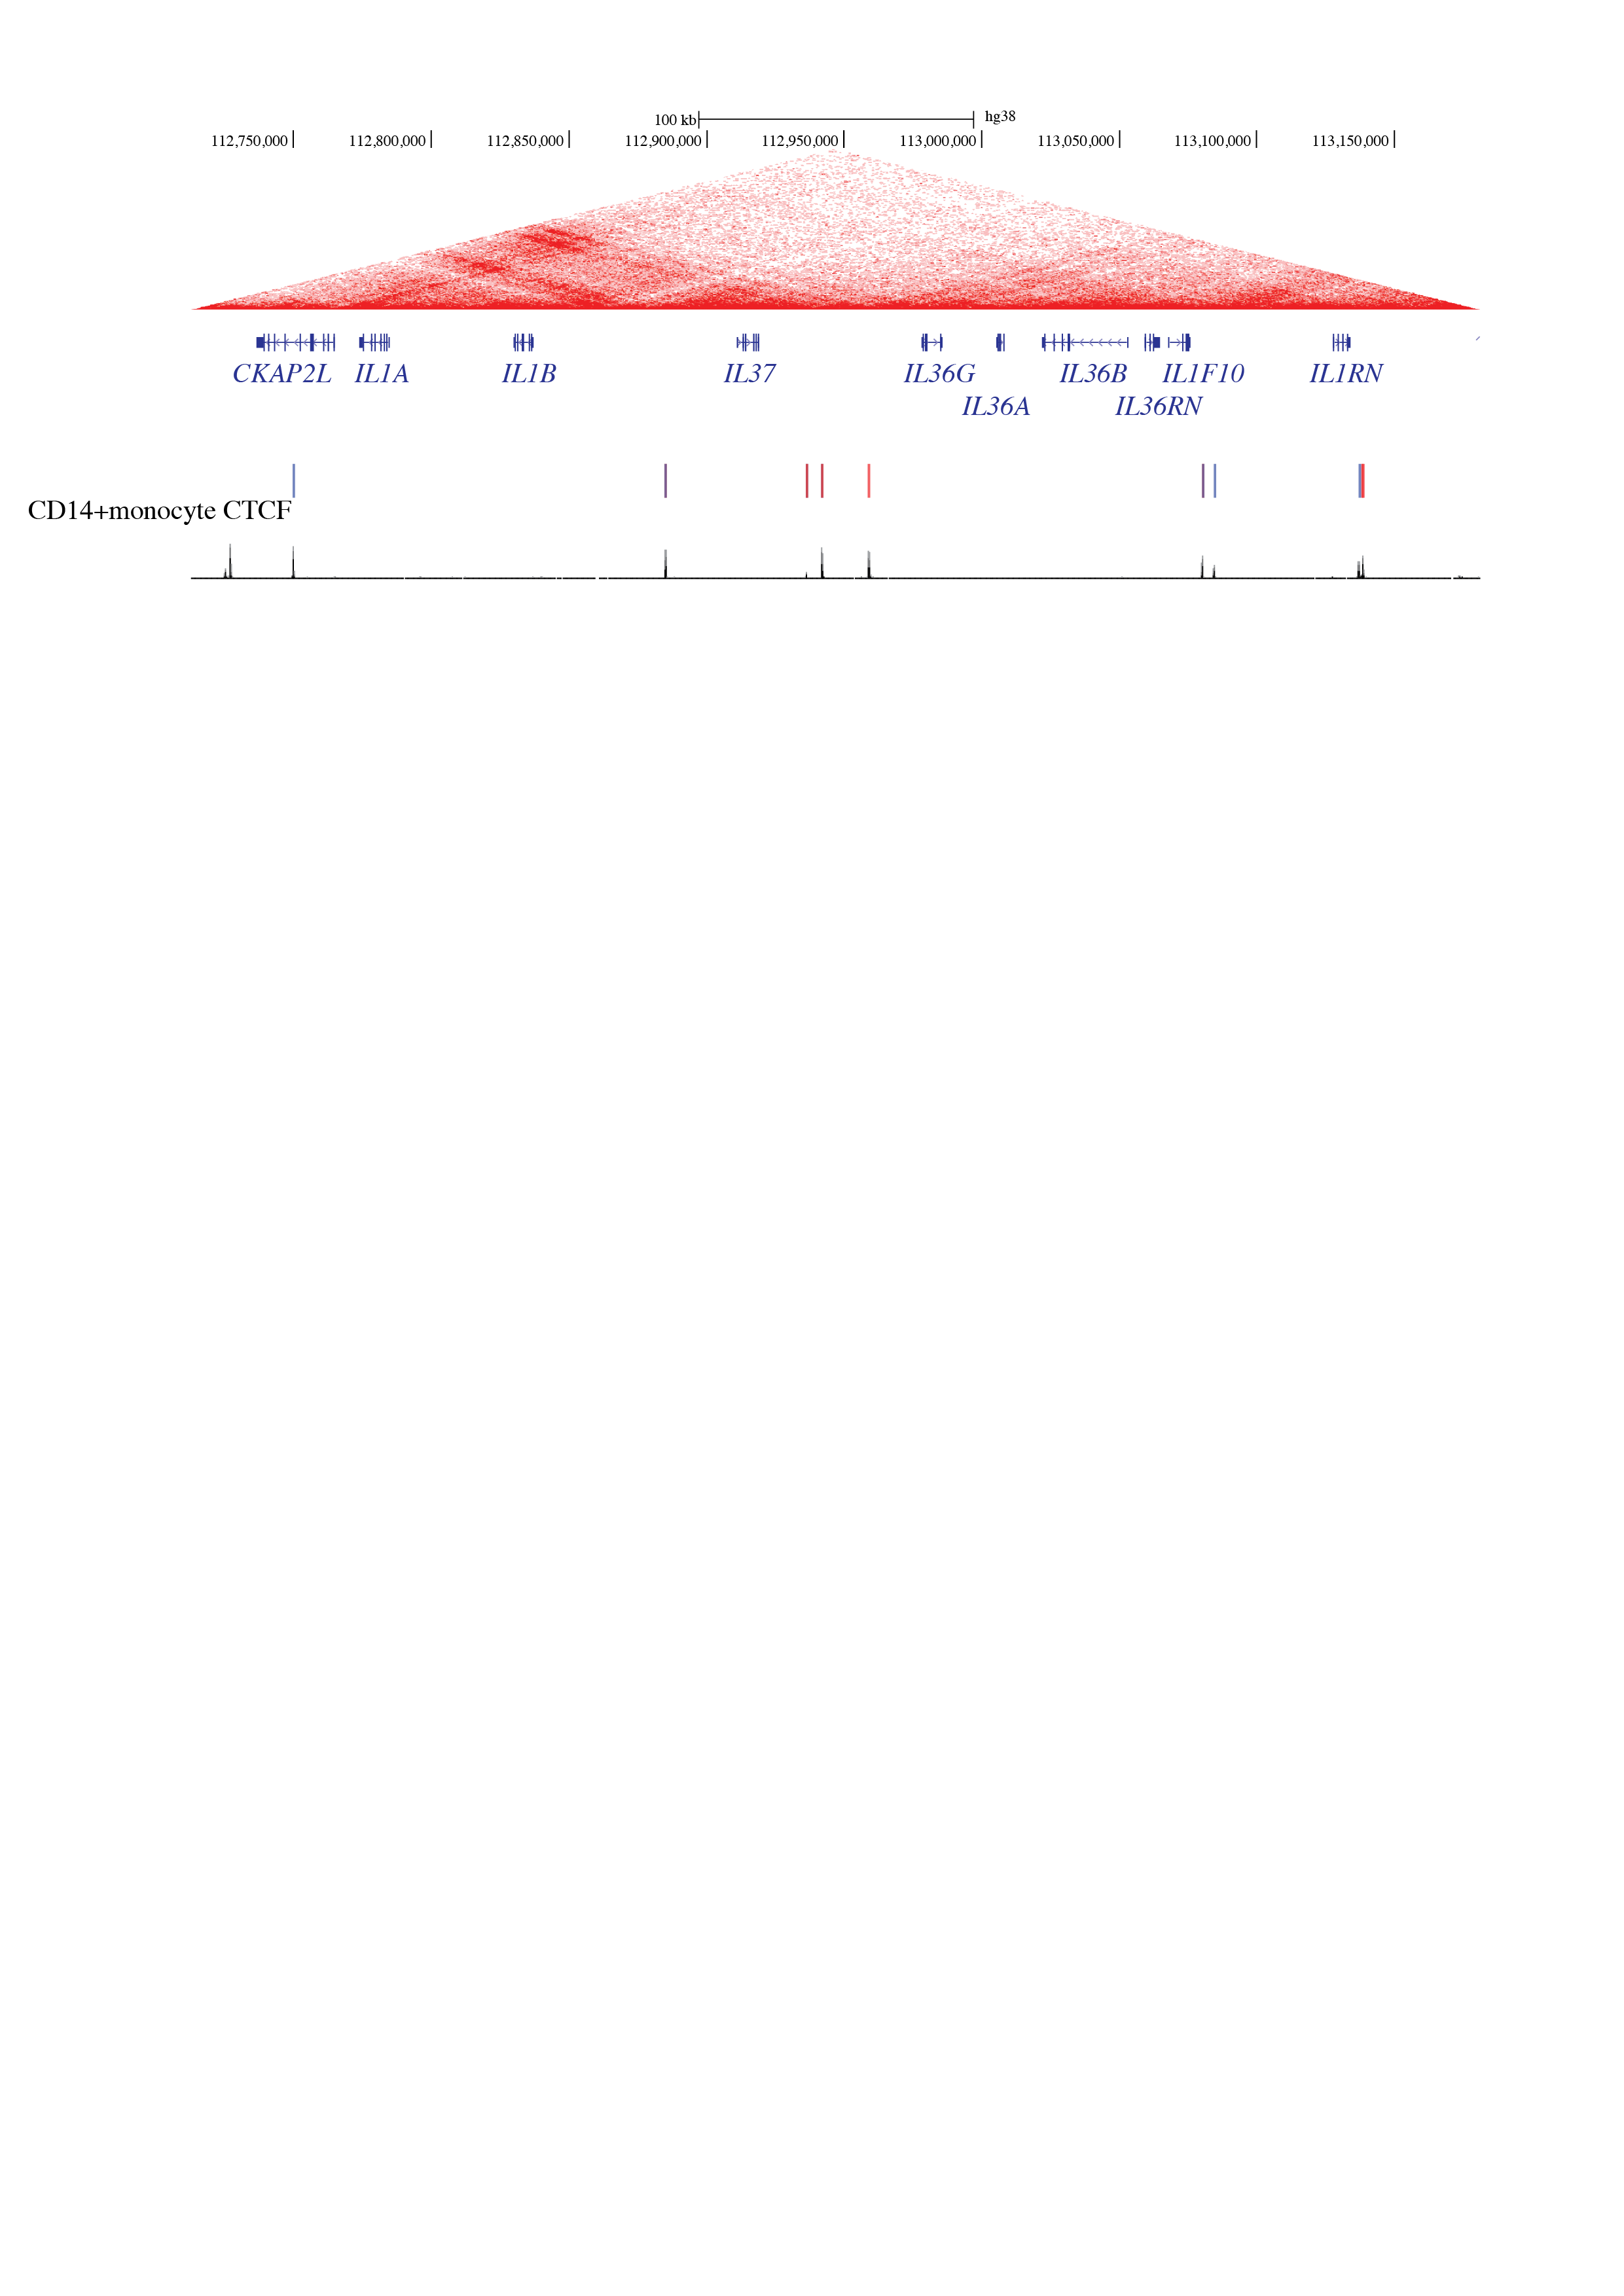 100 kb hg38
112,750,000 112,800,000 112,850,000 112,900,000 112,950,000 113,000,000 113,050,000 113,100,000 113,150,000
CKAP2L IL1A IL1B IL37 IL36G IL36B IL1F10 IL1RN
IL36A IL36RN
CD14+monocyte CTCF